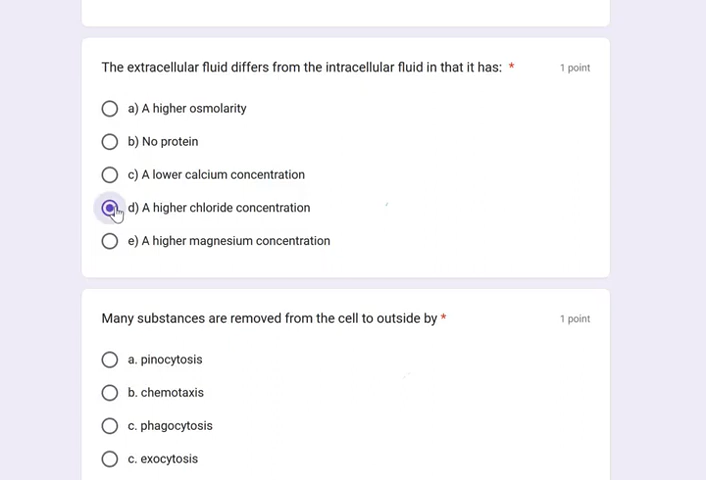 The extracellular fluid differs from the intracellular fluid in that it has: *
1 point
a) A higher osmolarity
b) No protein
c) A lower calcium concentration
d) A higher chloride concentration
e) A higher magnesium concentration
Many substances are removed from the cell to outside by *
1 point
a. pinocytosis
b. chemotaxis
c. phagocytosis
c. exocytosis